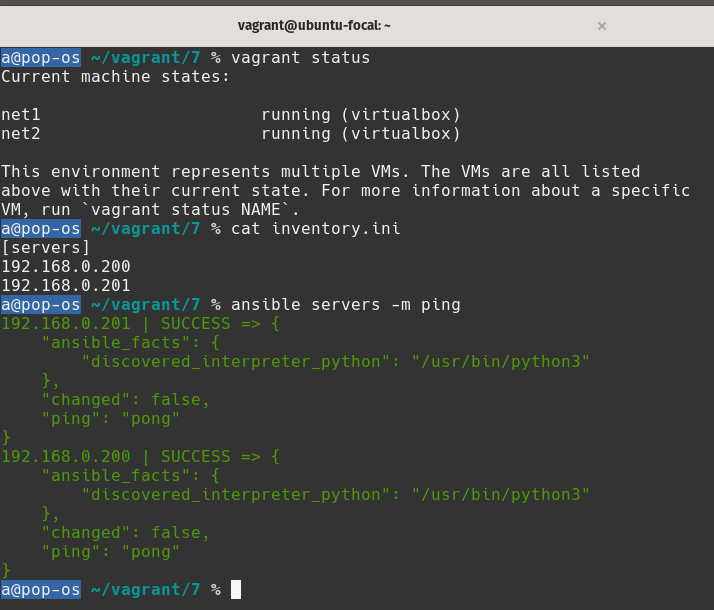 vagrant@ubuntu-focal: ~
a@pop-os ~/vagrant/7 % vagrant status
Current machine states:
net1                      running (virtualbox)
net2                      running (virtualbox)
This environment represents multiple VMs. The VMs are all listed
above with their current state. For more information about a specific
VM, run `vagrant status NAME`.
a@pop-os ~/vagrant/7 % cat inventory.ini
[servers]
192.168.0.200
192.168.0.201
a@pop-os ~/vagrant/7 % ansible servers -m ping
192.168.0.201 | SUCCESS => {
    "ansible_facts": {
        "discovered_interpreter_python": "/usr/bin/python3"
    },
    "changed": false,
    "ping": "pong"
}
192.168.0.200 | SUCCESS => {
    "ansible_facts": {
        "discovered_interpreter_python": "/usr/bin/python3"
    },
    "changed": false,
    "ping": "pong"
}
a@pop-os ~/vagrant/7 %